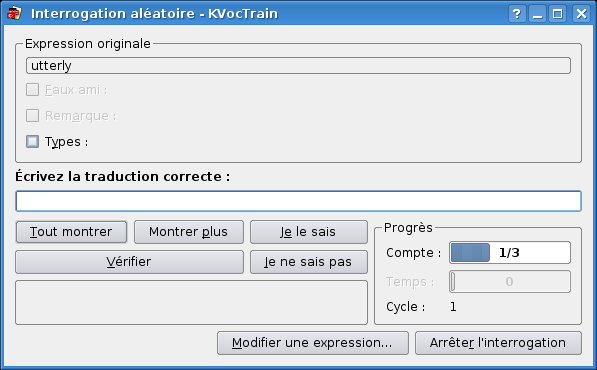 Interrogation aléatoire - KVocTrain
Expression originale
utterly
Faux ami :
Remarque :
Types :
Écrivez la traduction correcte :
Tout montrer
Montrer plus
Je le sais
Vérifier
Je ne sais pas
Progrès
Compte : 1/3
Temps : 0
Cycle : 1
Modifier une expression...
Arrêter l'interrogation